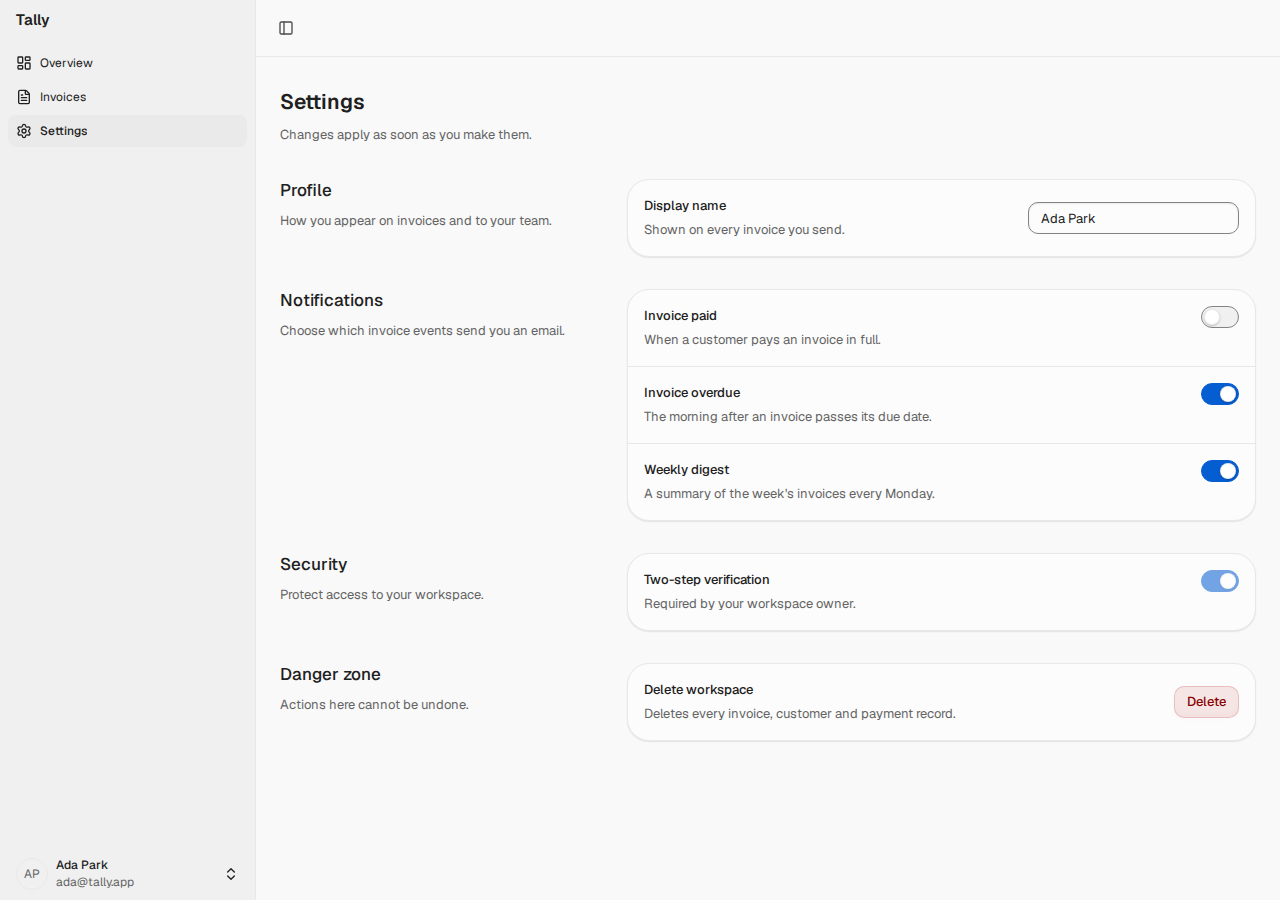 Tally
Overview
Invoices
Settings
AP
Ada Park
ada@tally.app
Settings
Changes apply as soon as you make them.
Profile
How you appear on invoices and to your team.
Display name
Shown on every invoice you send.
Ada Park
Notifications
Choose which invoice events send you an email.
Invoice paid
When a customer pays an invoice in full.
Invoice overdue
The morning after an invoice passes its due date.
Weekly digest
A summary of the week's invoices every Monday.
Security
Protect access to your workspace.
Two-step verification
Required by your workspace owner.
Danger zone
Actions here cannot be undone.
Delete workspace
Deletes every invoice, customer and payment record.
Delete